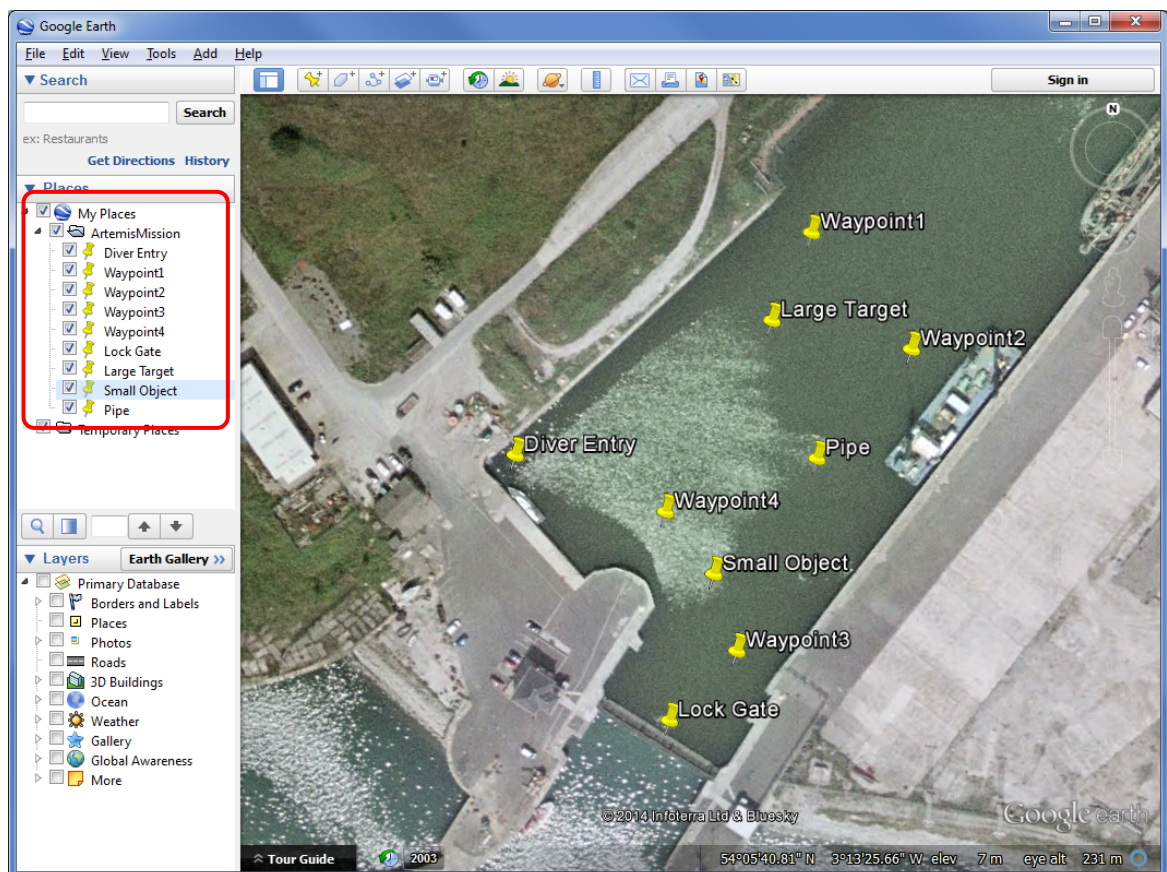 Google Earth
File Edit View Tools Add Help
Search
Sign in
Search
ex: Restaurants
Get Directions History
Places
My Places
ArtemisMission
Diver Entry
Waypoint1
Waypoint2
Waypoint3
Waypoint4
Lock Gate
Large Target
Small Object
Pipe
Temporary Places
Layers
Earth Gallery >>
Primary Database
Borders and Labels
Places
Photos
Roads
3D Buildings
Ocean
Weather
Gallery
Global Awareness
More
N
Waypoint1
Large Target
Waypoint2
Diver Entry
Pipe
Waypoint4
Small Object
Waypoint3
Lock Gate
© 2014 Infoterra Ltd & Bluesky
Google earth
Tour Guide
2003
54°05'40.81" N 3°13'25.66" W elev 7 m eye alt 231 m